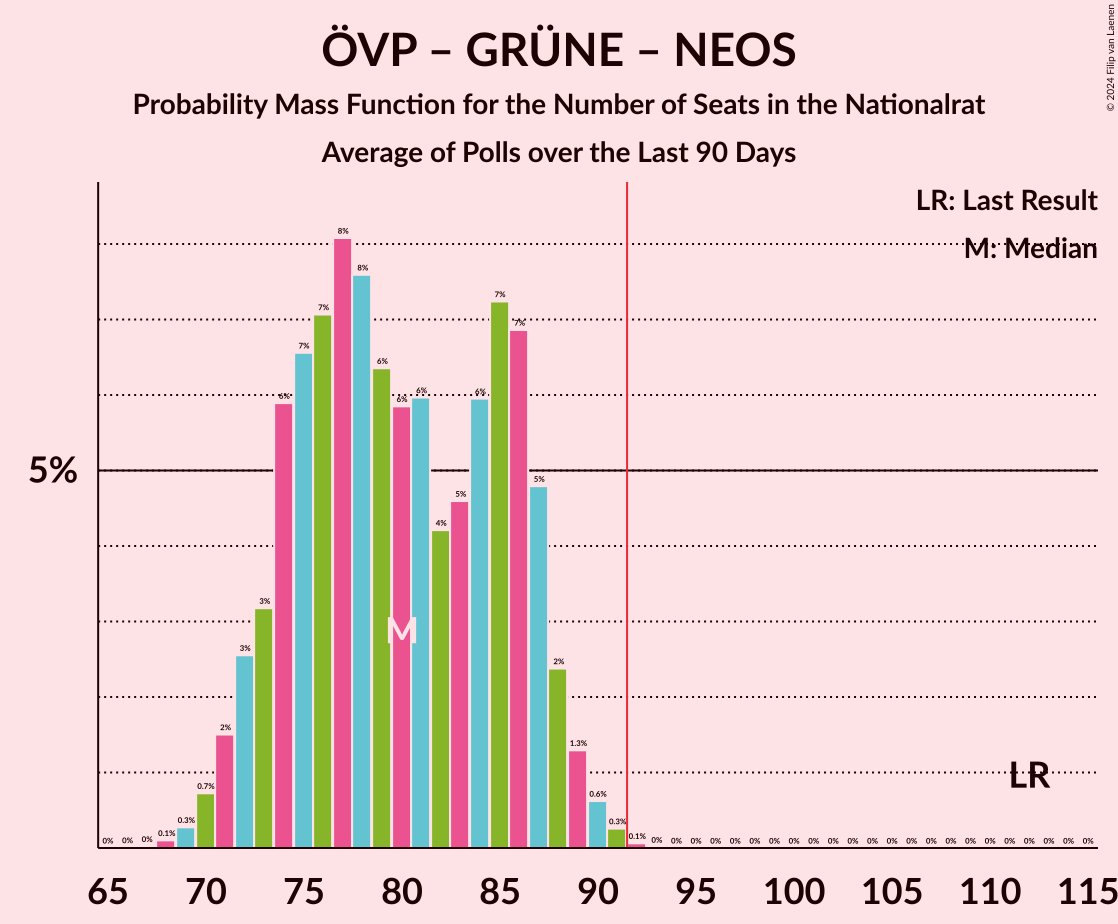 ÖVP – GRÜNE – NEOS
Probability Mass Function for the Number of Seats in the Nationalrat
Average of Polls over the Last 90 Days
© 2024 Filip van Laenen
LR: Last Result
M: Median
5%
0% 0% 0% 0.1% 0.3% 0.7% 2% 3% 3% 6% 7% 7% 8% 8% 6% 6% 6% 4% 5% 6% 7% 7% 5% 2% 1.3% 0.6% 0.3% 0.1% 0% 0% 0% 0% 0% 0% 0% 0% 0% 0% 0% 0% 0% 0% 0% 0% 0% 0% 0% 0% 0% 0% 0%
M
LR
65 70 75 80 85 90 95 100 105 110 115